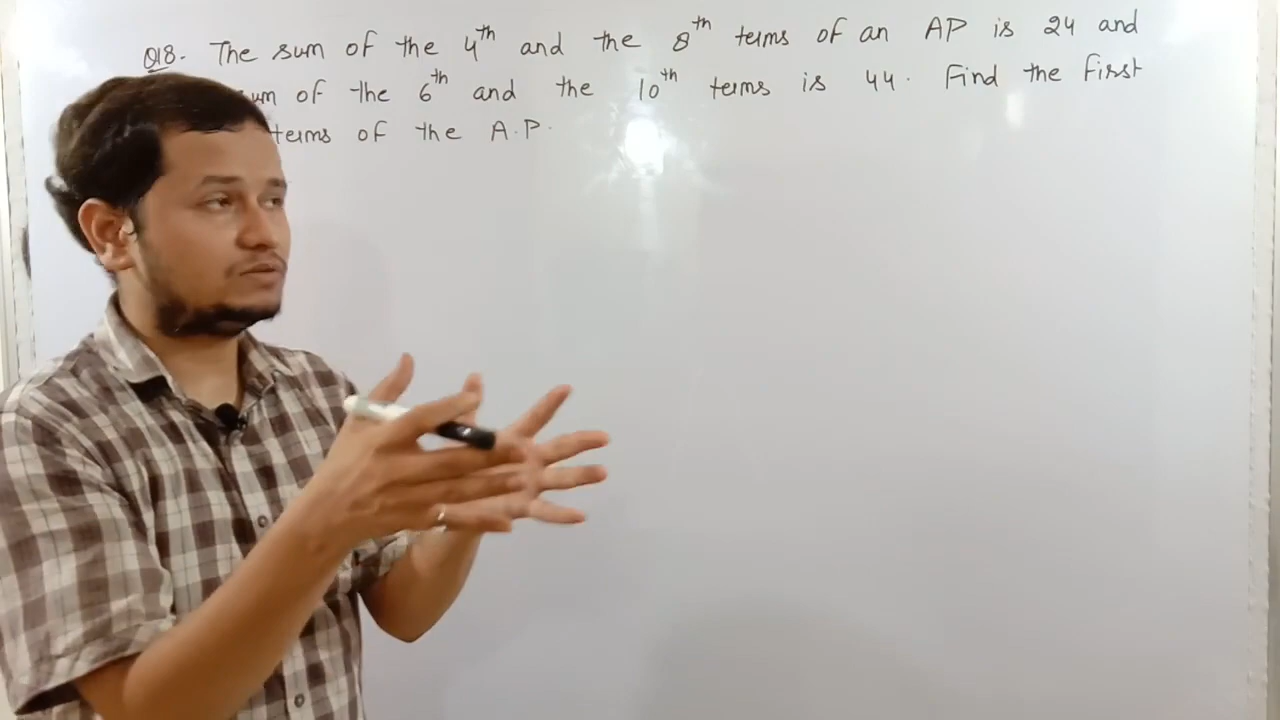 Q18. The sum of the 4th and the 8th terms of an AP is 24 and
sum of the 6th and the 10th terms is 44. Find the first
terms of the A.P.